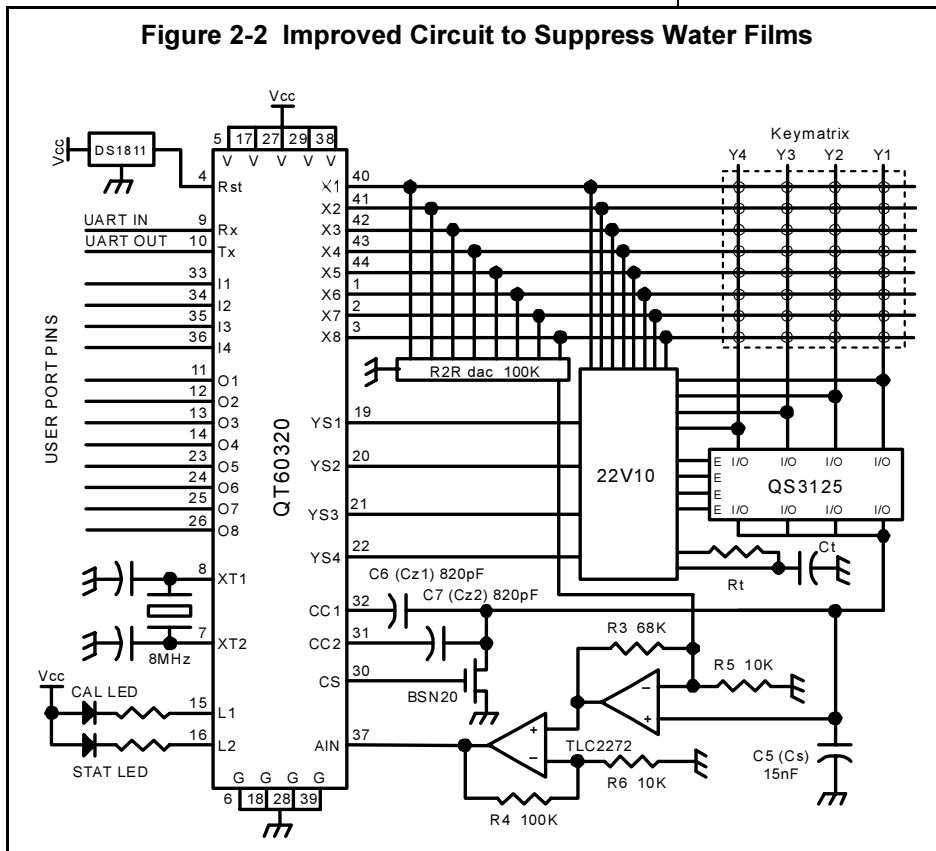 Figure 2-2 Improved Circuit to Suppress Water Films
Vcc
5 17 27 29 38
V V V V V
Vcc
DS1811
4 Rst
UART IN 9 Rx
UART OUT 10 Tx
33 I1
34 I2
35 I3
36 I4
USER PORT PINS
11 O1
12 O2
13 O3
14 O4
23 O5
24 O6
25 O7
26 O8
8 XT1
7 XT2
8MHz
Vcc
CAL LED
15 L1
16 L2
STAT LED
G G G G
6 18 28 39
QT60320
X1 40
X2 41
X3 42
X4 43
X5 44
X6 1
X7 2
X8 3
Keymatrix
Y4 Y3 Y2 Y1
R2R dac 100K
YS1 19
YS2 20
YS3 21
YS4 22
22V10
E I/O I/O I/O I/O
E
E
QS3125
E I/O I/O I/O I/O
Rt
Ct
C6 (Cz1) 820pF
CC1 32
C7 (Cz2) 820pF
CC2 31
CS 30
BSN20
R3 68K
R5 10K
–
+
AIN 37
+
–
TLC2272
R6 10K
R4 100K
C5 (Cs)
15nF